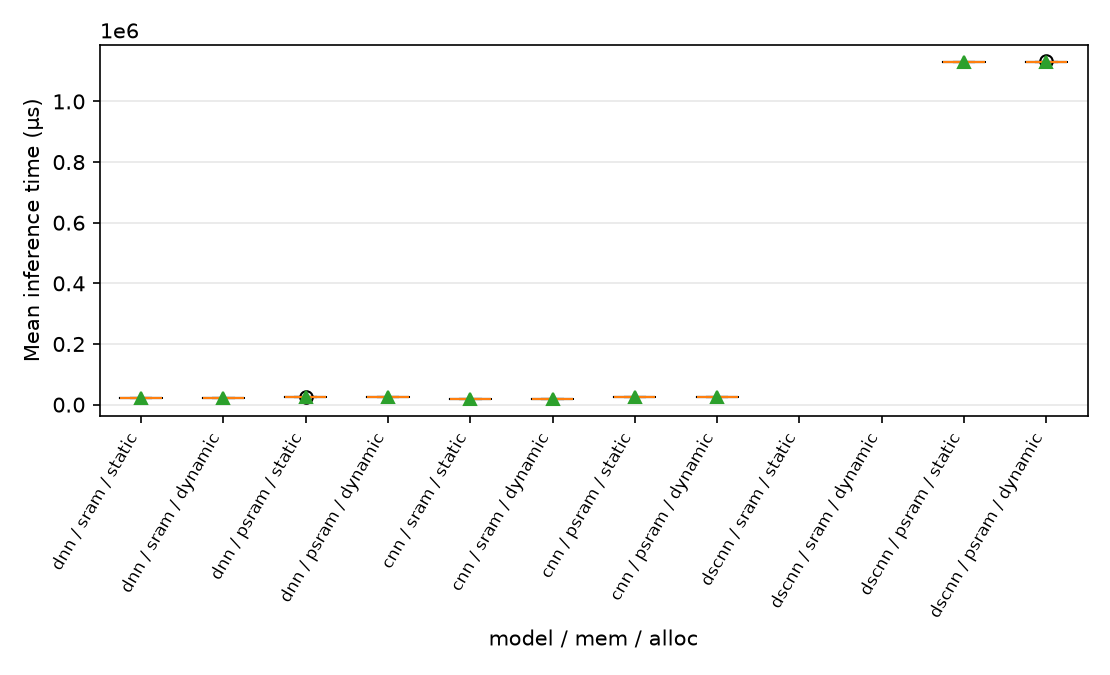 1e6
Mean inference time (µs)
1.0
0.8
0.6
0.4
0.2
0.0
dnn / sram / static
dnn / sram / dynamic
dnn / psram / static
dnn / psram / dynamic
cnn / sram / static
cnn / sram / dynamic
cnn / psram / static
cnn / psram / dynamic
dscnn / sram / static
dscnn / sram / dynamic
dscnn / psram / static
dscnn / psram / dynamic
model / mem / alloc